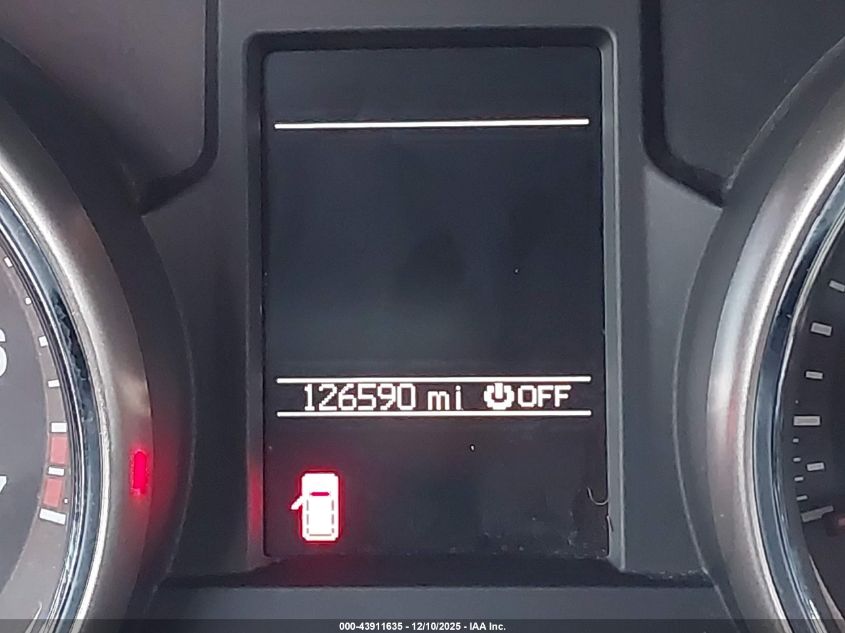 126590 mi OFF
000-43911635 - 12/10/2025 - IAA Inc.